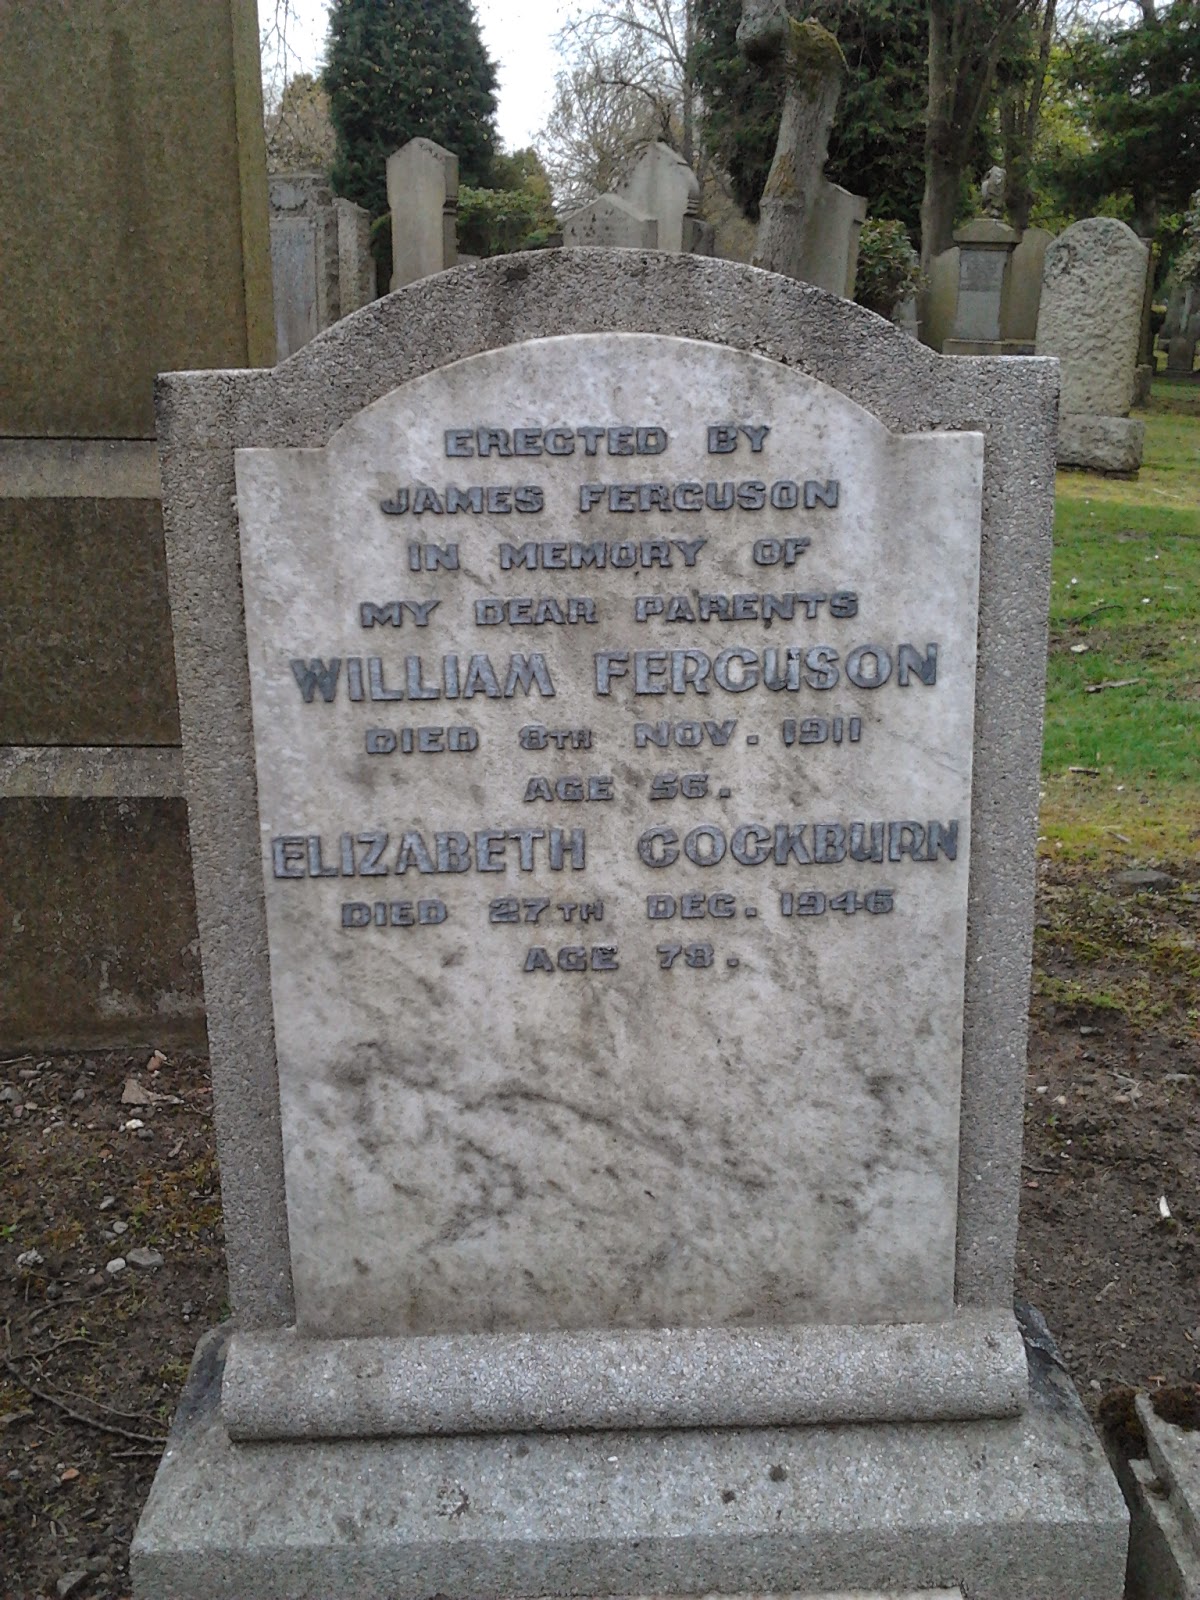 ERECTED BY
JAMES FERGUSON
IN MEMORY OF
MY DEAR PARENTS
WILLIAM FERGUSON
DIED 8TH NOV. 1911
AGE 56.
ELIZABETH COCKBURN
DIED 27TH DEC. 1946
AGE 78.